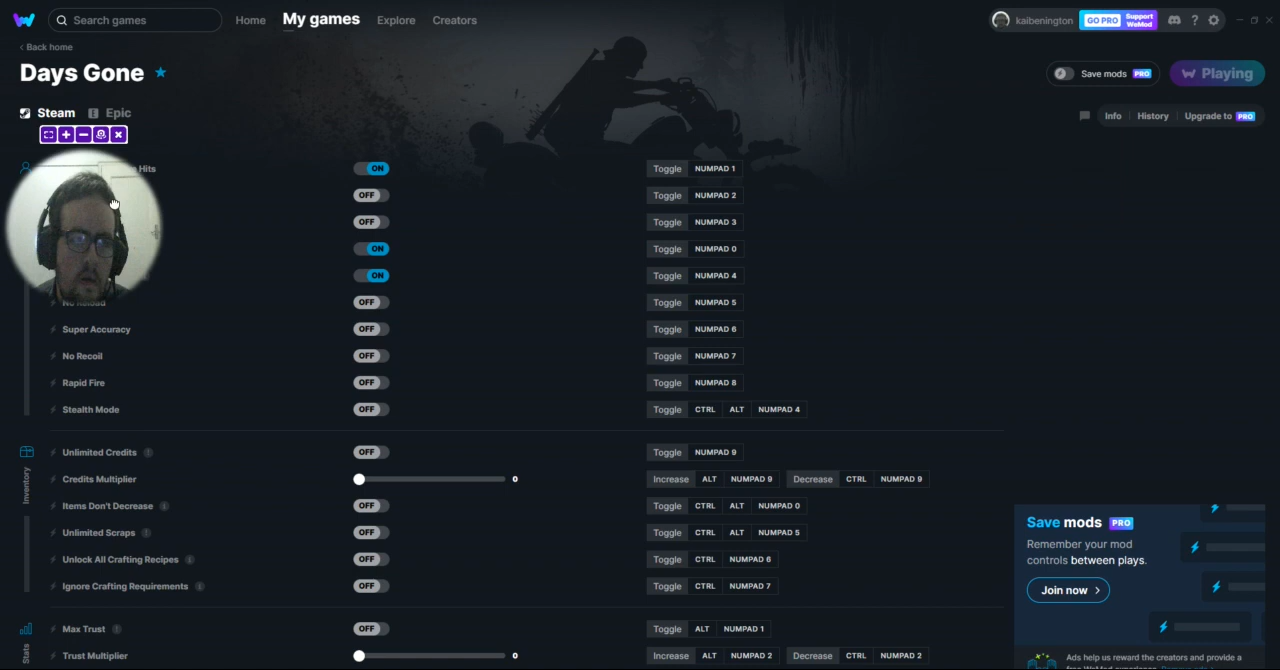 Search games
Home
My games
Explore
Creators
kaibenington
GO PRO
Support
WeMod
?
‹ Back home
Days Gone
Save mods PRO
Playing
Steam
Epic
Info
History
Upgrade to PRO
Hits
ON
Toggle NUMPAD 1
OFF
Toggle NUMPAD 2
OFF
Toggle NUMPAD 3
ON
Toggle NUMPAD 0
ON
Toggle NUMPAD 4
No Reload
OFF
Toggle NUMPAD 5
Super Accuracy
OFF
Toggle NUMPAD 6
No Recoil
OFF
Toggle NUMPAD 7
Rapid Fire
OFF
Toggle NUMPAD 8
Stealth Mode
OFF
Toggle CTRL ALT NUMPAD 4
Inventory
Unlimited Credits
OFF
Toggle NUMPAD 9
Credits Multiplier
0
Increase ALT NUMPAD 9 Decrease CTRL NUMPAD 9
Items Don't Decrease
OFF
Toggle CTRL ALT NUMPAD 0
Unlimited Scraps
OFF
Toggle CTRL ALT NUMPAD 5
Unlock All Crafting Recipes
OFF
Toggle CTRL NUMPAD 6
Ignore Crafting Requirements
OFF
Toggle CTRL NUMPAD 7
Stats
Max Trust
OFF
Toggle ALT NUMPAD 1
Trust Multiplier
0
Increase ALT NUMPAD 2 Decrease CTRL NUMPAD 2
Save mods PRO
Remember your mod
controls between plays.
Join now
Ads help us reward the creators and provide a
free WeMod experience.